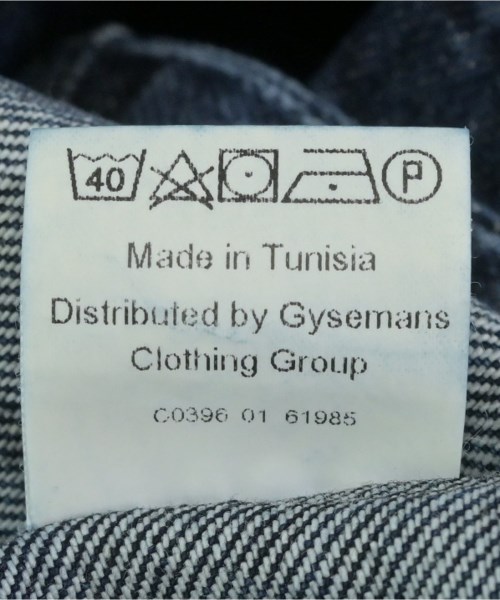 40 P
Made in Tunisia
Distributed by Gysemans
Clothing Group
C0396 01 61985